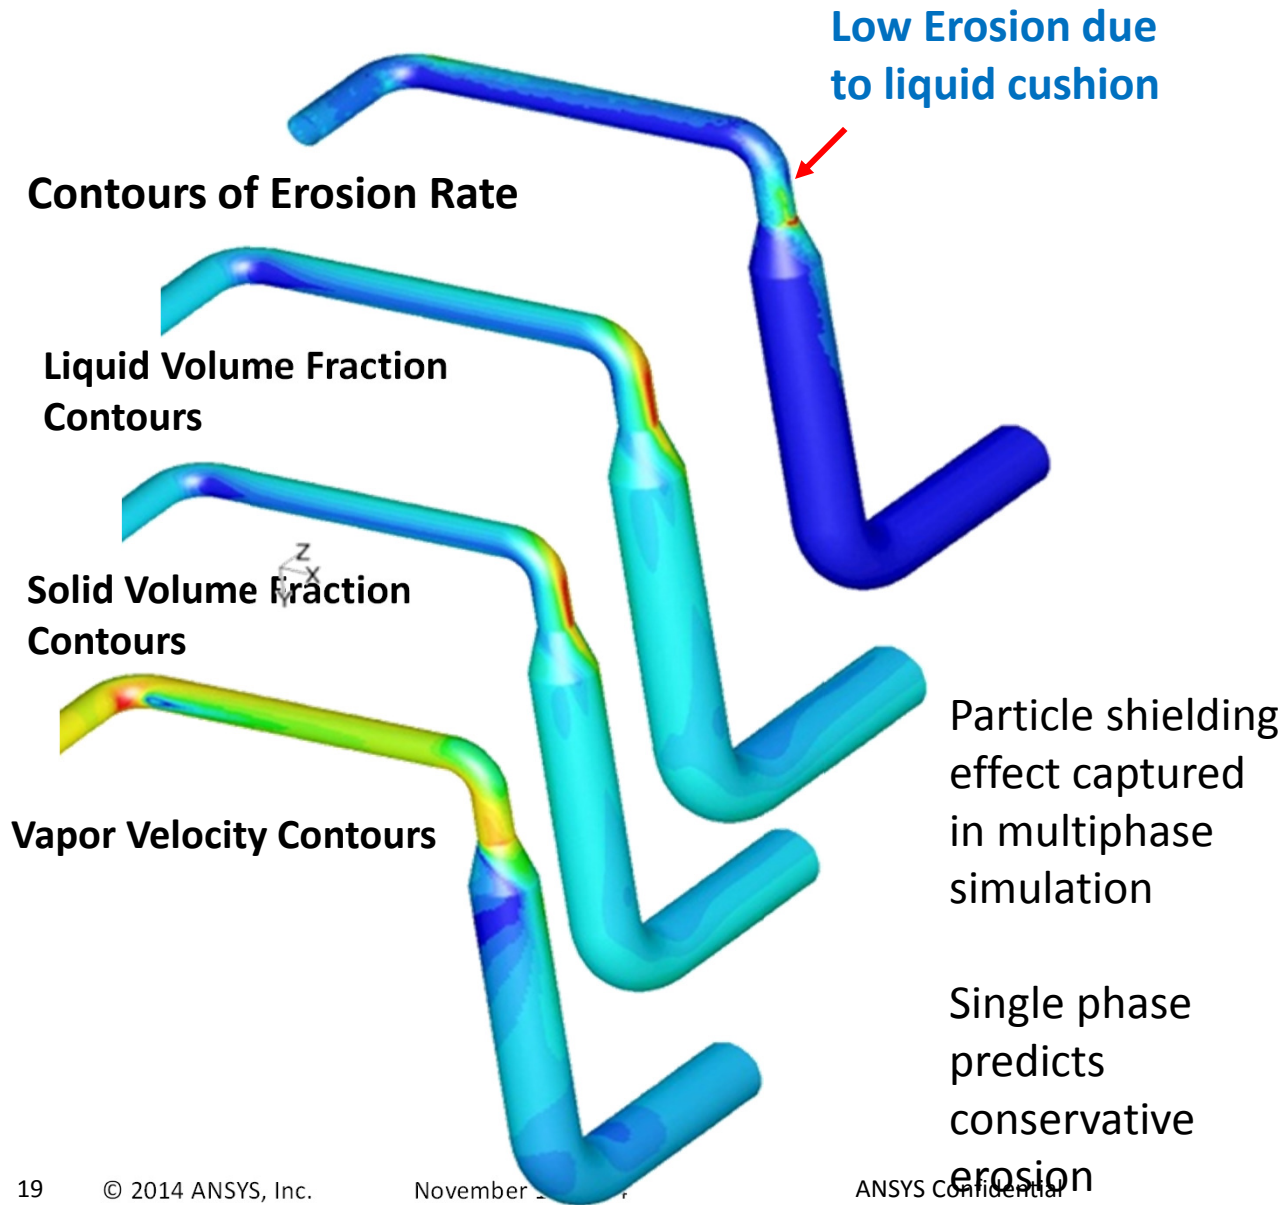 Low Erosion due
to liquid cushion
Contours of Erosion Rate
Liquid Volume Fraction
Contours
Z
X
Y
Solid Volume Fraction
Contours
Vapor Velocity Contours
Particle shielding
effect captured
in multiphase
simulation
Single phase
predicts
conservative
erosion
19 © 2014 ANSYS, Inc. November ANSYS Confidential